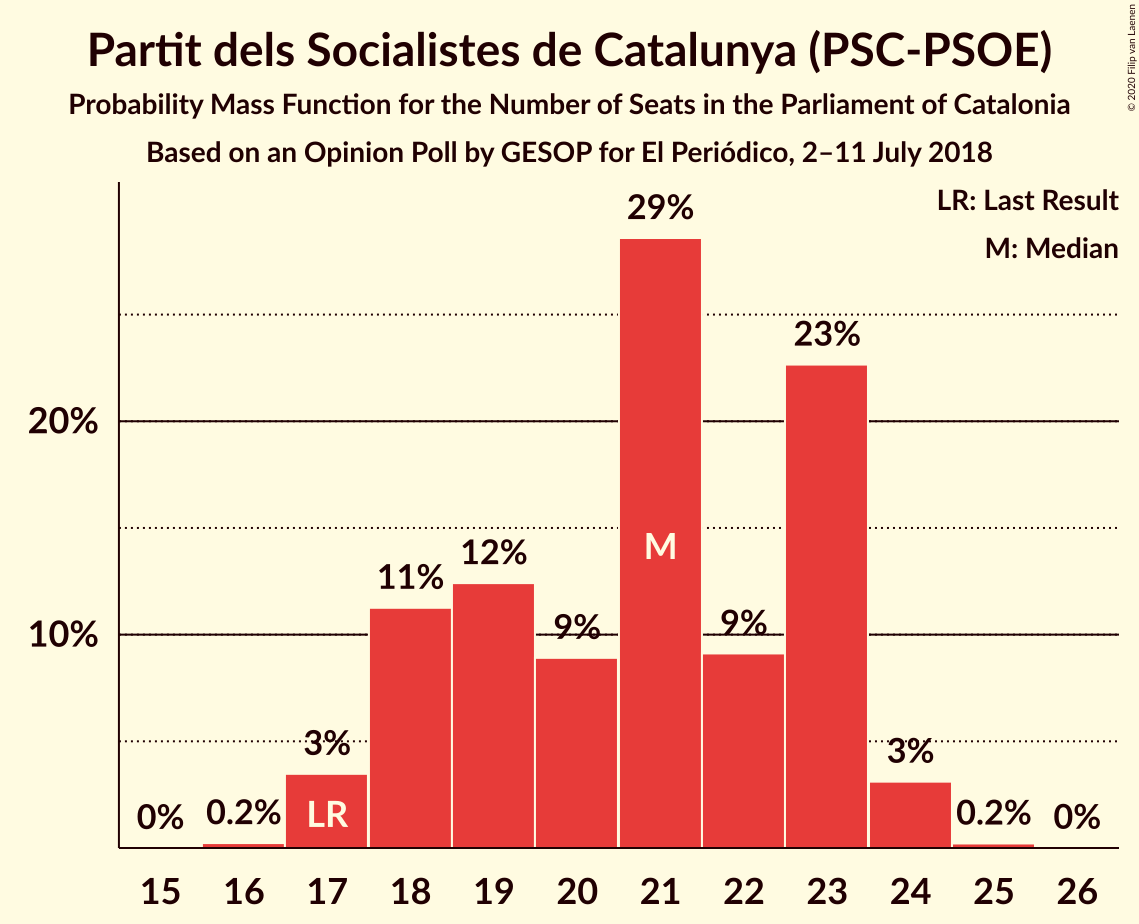 Partit dels Socialistes de Catalunya (PSC-PSOE)
Probability Mass Function for the Number of Seats in the Parliament of Catalonia
Based on an Opinion Poll by GESOP for El Periódico, 2–11 July 2018
© 2020 Filip van Laenen
LR: Last Result
M: Median
29%
23%
20%
12%
11%
M
9%
9%
10%
3%
3%
0%
0.2%
LR
0.2%
0%
15 16 17 18 19 20 21 22 23 24 25 26